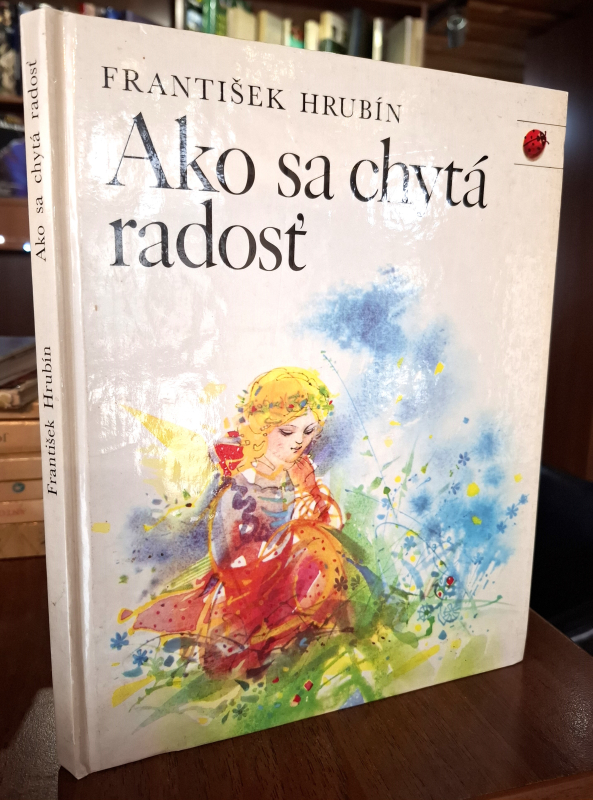 FRANTIŠEK HRUBÍN
Ako sa chytá
radosť
František Hrubín
Ako sa chytá radosť